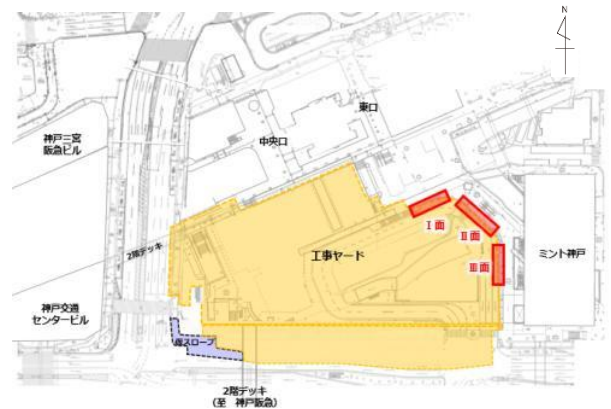 N
東口
中央口
神戸三宮
阪急ビル
Ⅰ面
Ⅱ面
Ⅲ面
工事ヤード
ミント神戸
2階デッキ
神戸交通
センタービル
スロープ
2階デッキ
(至 神戸阪急)